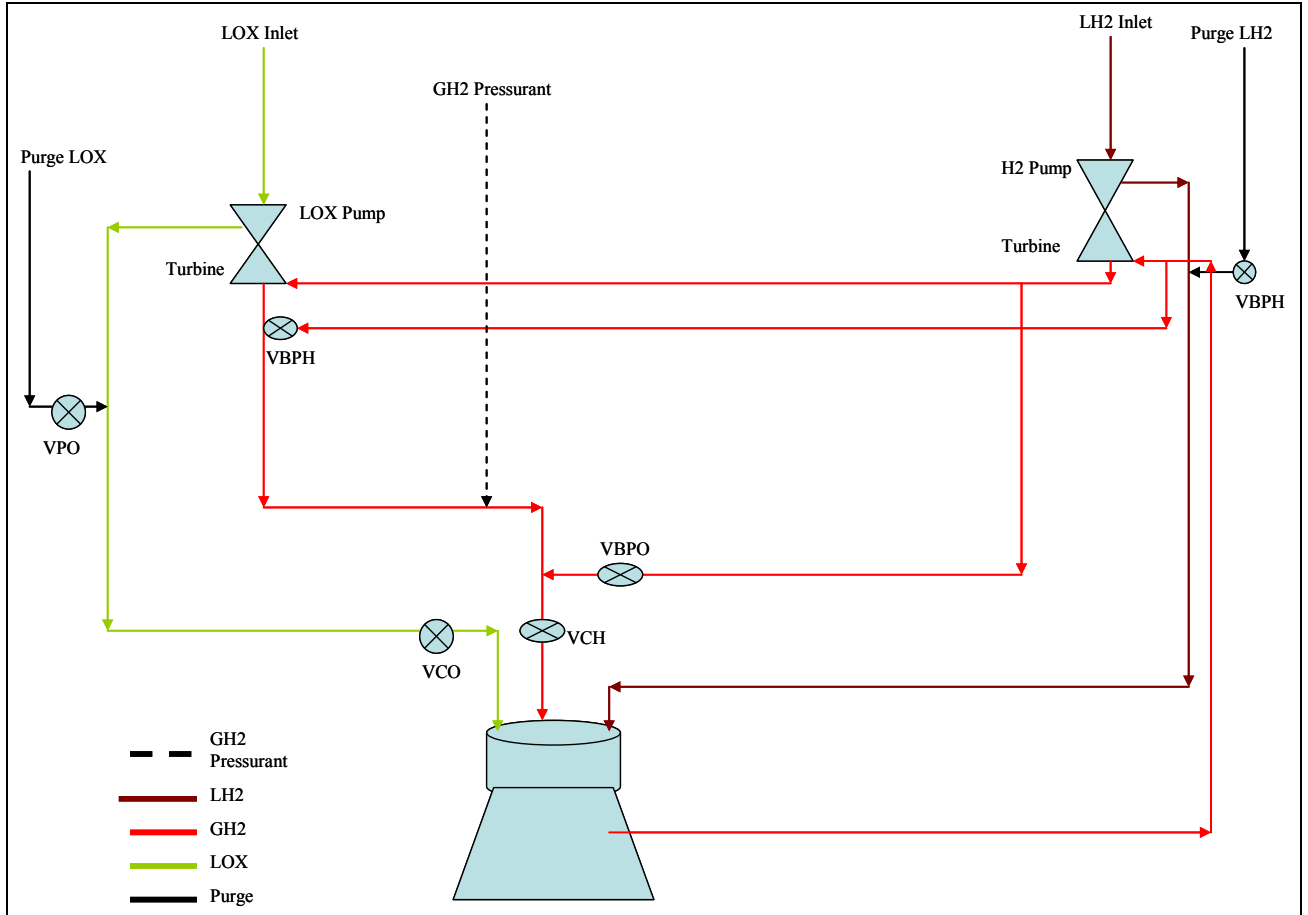 LOX Inlet
LH2 Inlet
Purge LH2
GH2 Pressurant
Purge LOX
H2 Pump
LOX Pump
Turbine
Turbine
VBPH
VBPH
VPO
VBPO
VCH
VCO
GH2
Pressurant
LH2
GH2
LOX
Purge